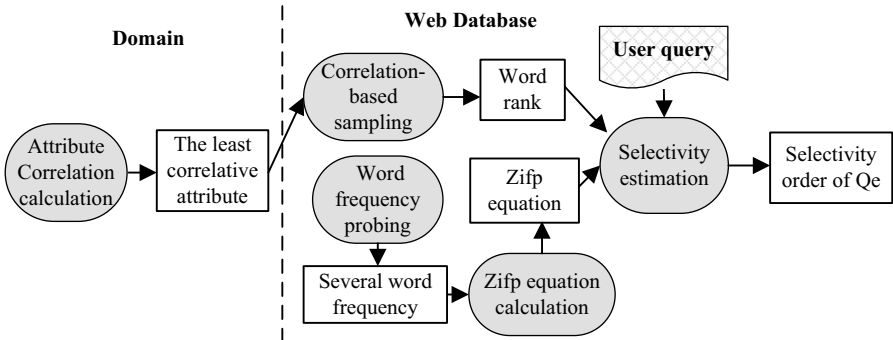 Domain
Web Database
Attribute
Correlation
calculation
The least
correlative
attribute
Correlation-
based
sampling
Word
rank
User query
Word
frequency
probing
Several word
frequency
Zifp equation
calculation
Zifp
equation
Selectivity
estimation
Selectivity
order of Qe